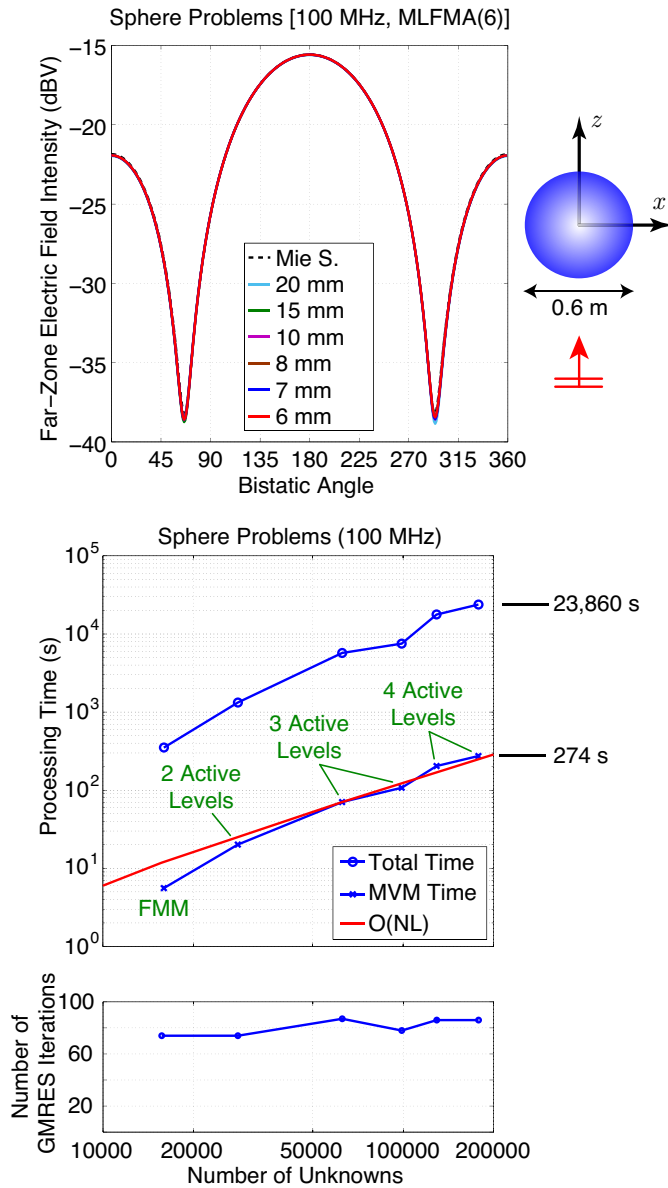 Sphere Problems [100 MHz, MLFMA(6)]
Far−Zone Electric Field Intensity (dBV)
−15
−20
−25
−30
−35
−40
0 45 90 135 180 225 270 315 360
Bistatic Angle
Mie S.
20 mm
15 mm
10 mm
8 mm
7 mm
6 mm
z
x
0.6 m
Sphere Problems (100 MHz)
Processing Time (s)
10^5
10^4
10^3
10^2
10^1
10^0
23,860 s
274 s
4 Active
Levels
3 Active
Levels
2 Active
Levels
FMM
Total Time
MVM Time
O(NL)
Number of
GMRES Iterations
100
60
20
10000 20000 50000 100000 200000
Number of Unknowns